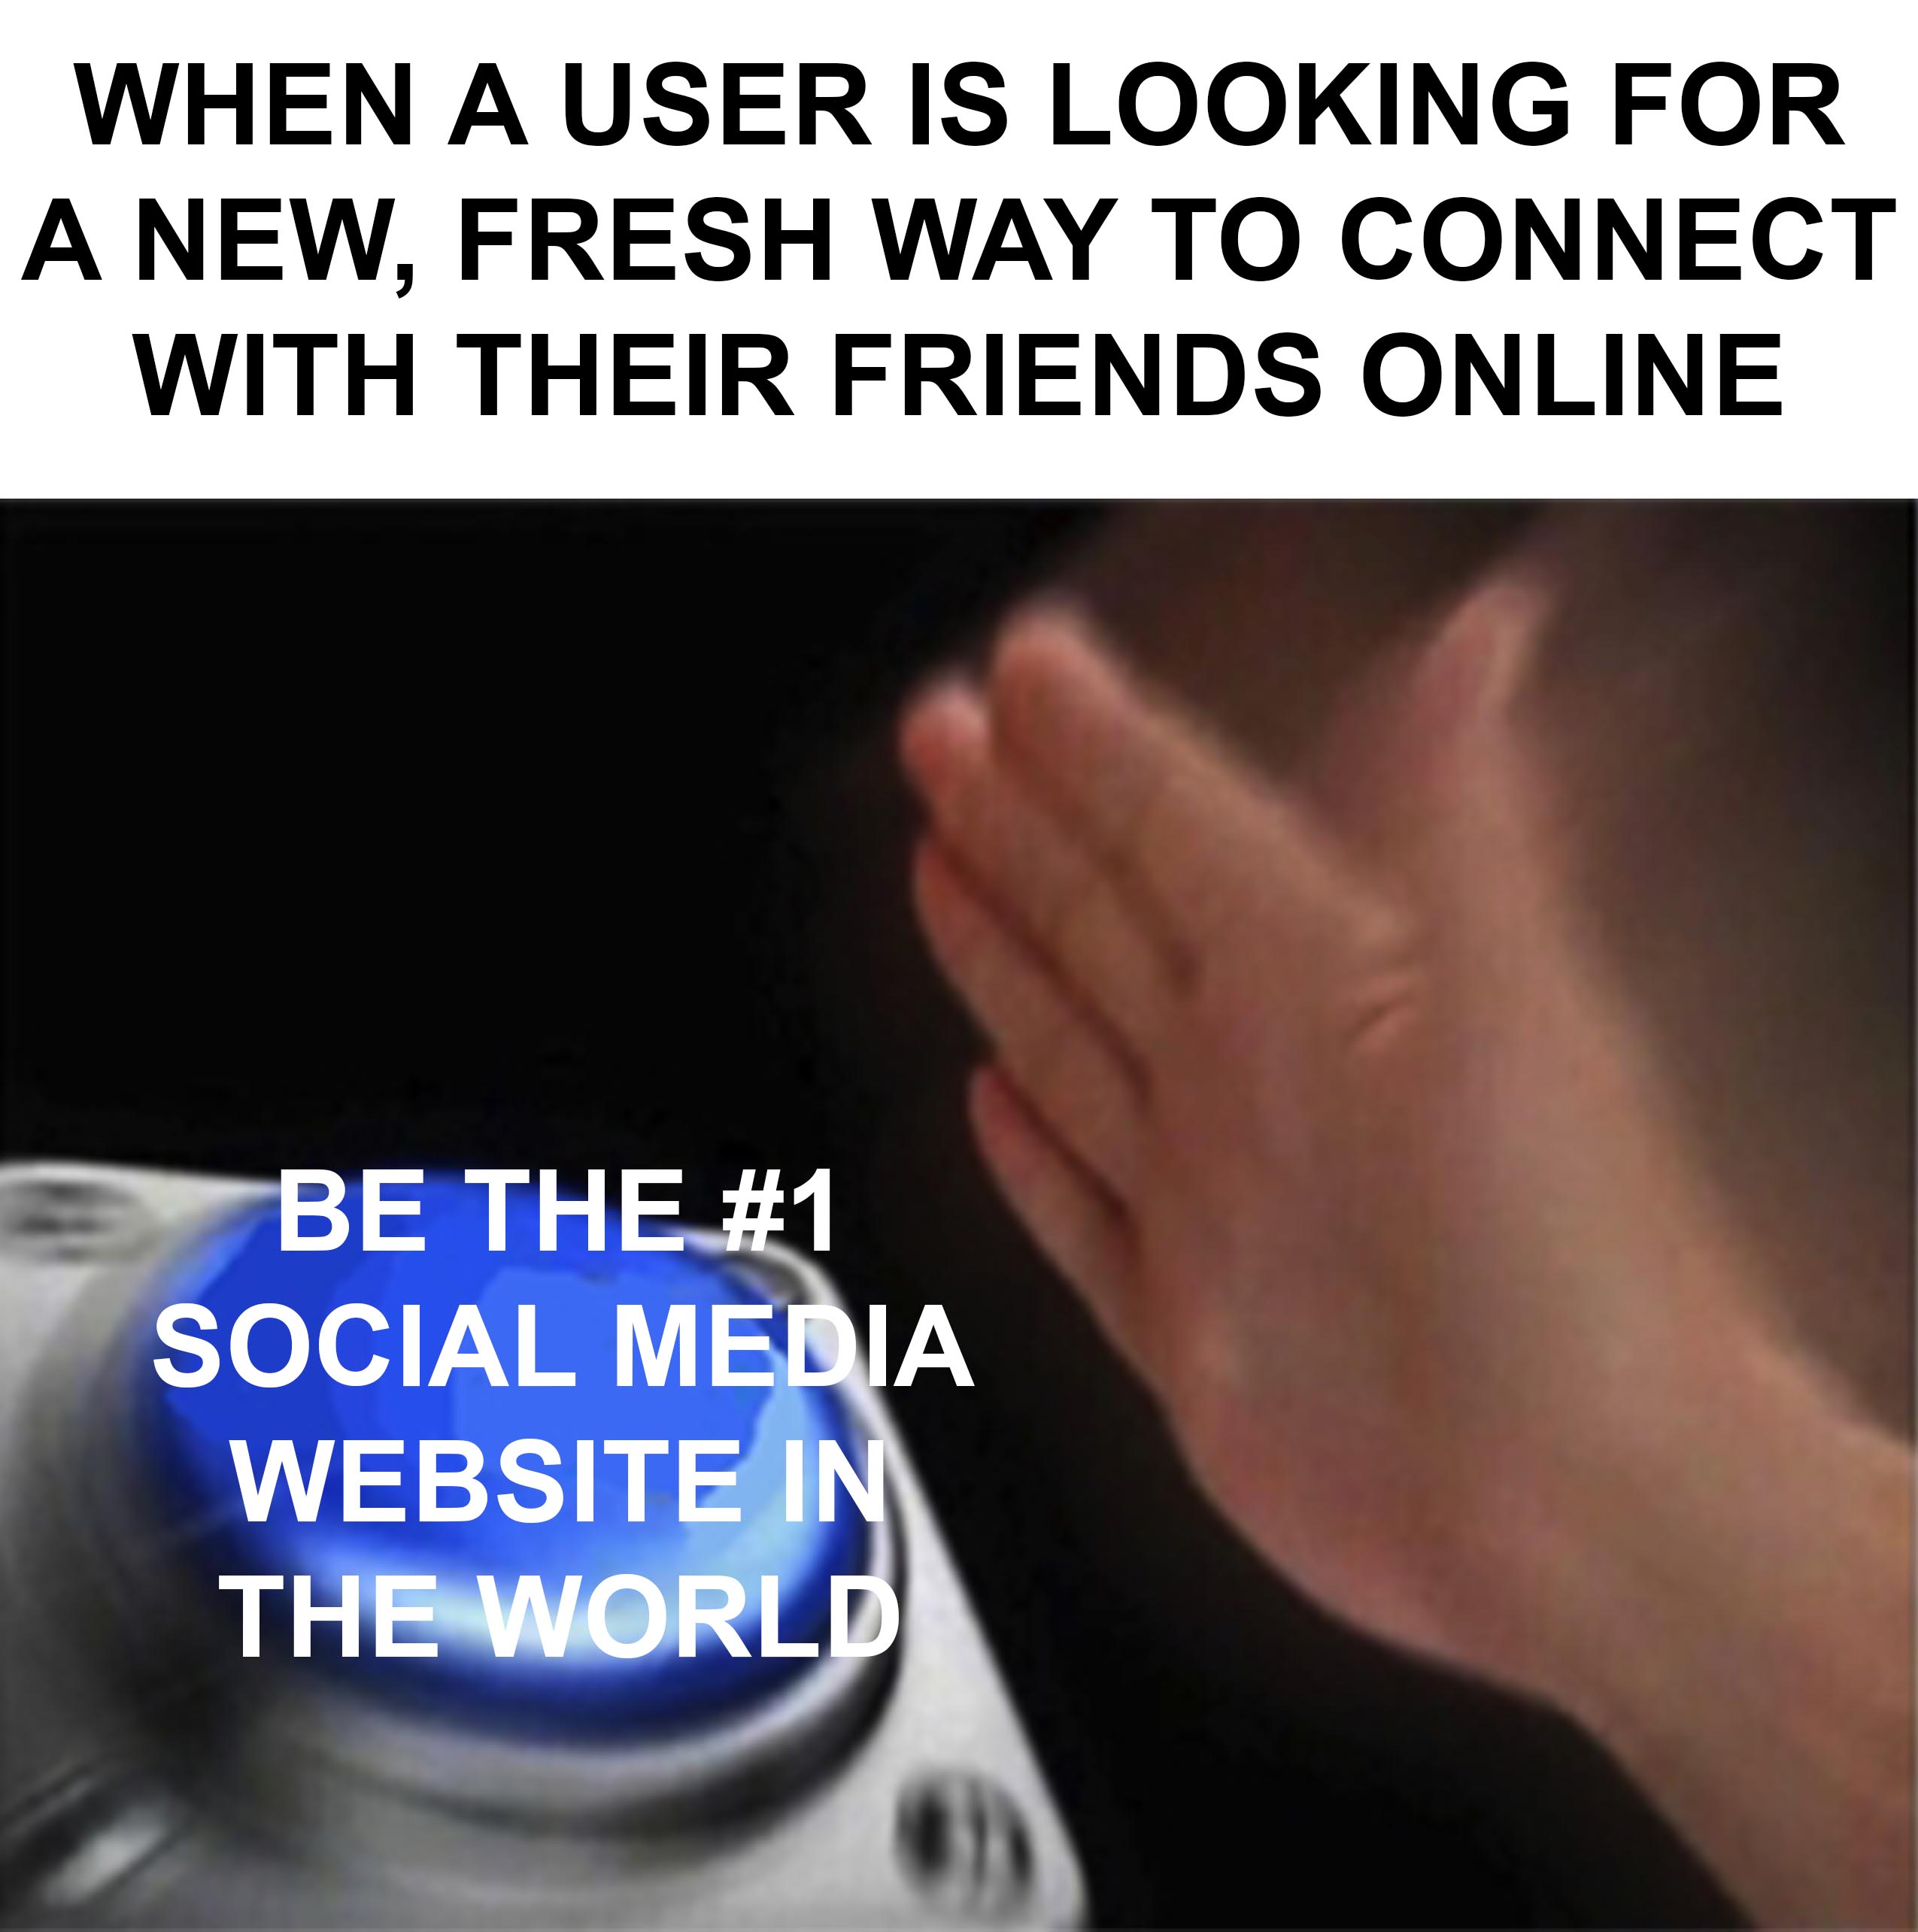 WHEN A USER IS LOOKING FOR
A NEW, FRESH WAY TO CONNECT
WITH THEIR FRIENDS ONLINE
BE THE #1
SOCIAL MEDIA
WEBSITE IN
THE WORLD